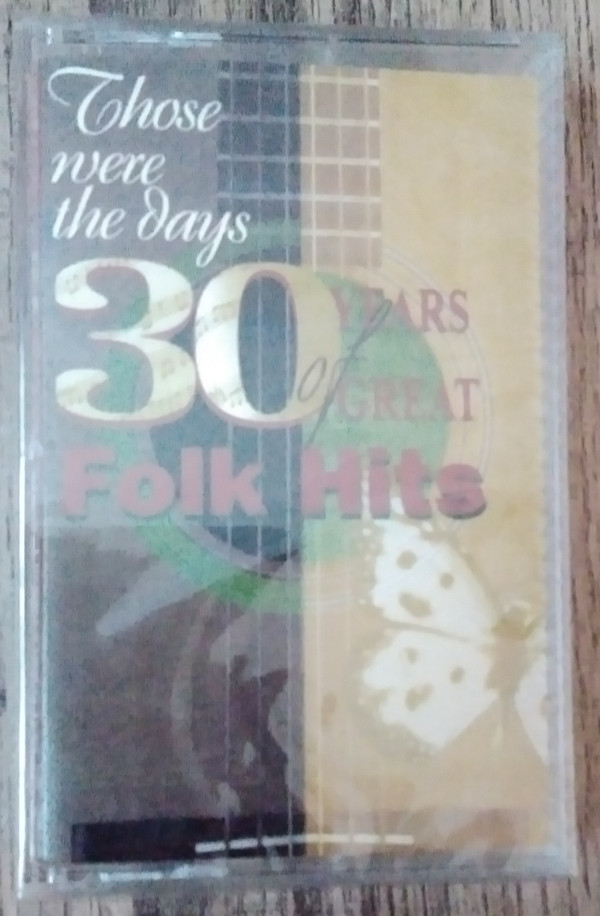 Those
were
the days
30 YEARS
of
GREAT
Folk Hits